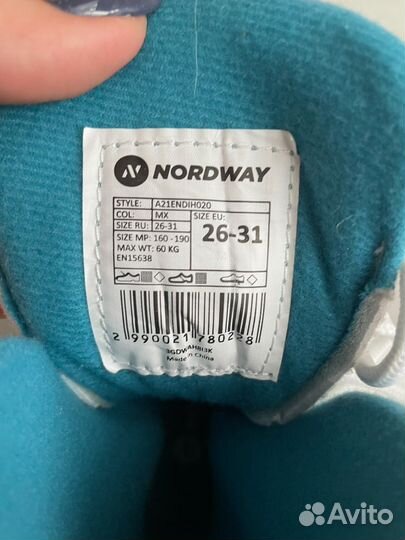 NORDWAY
STYLE: A21ENDIH020
COL: MX
SIZE RU: 26-31
SIZE MP: 160 -190
MAX WT: 60 KG
EN15638
SIZE EU:
26-31
2 990021 780228
Made in China
Avito